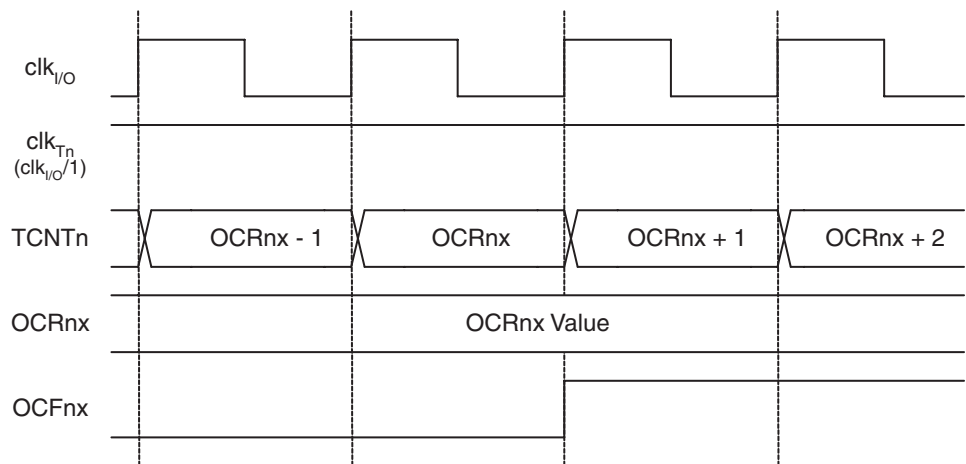 clkI/O
clkTn
(clkI/O/1)
TCNTn OCRnx - 1 OCRnx OCRnx + 1 OCRnx + 2
OCRnx OCRnx Value
OCFnx